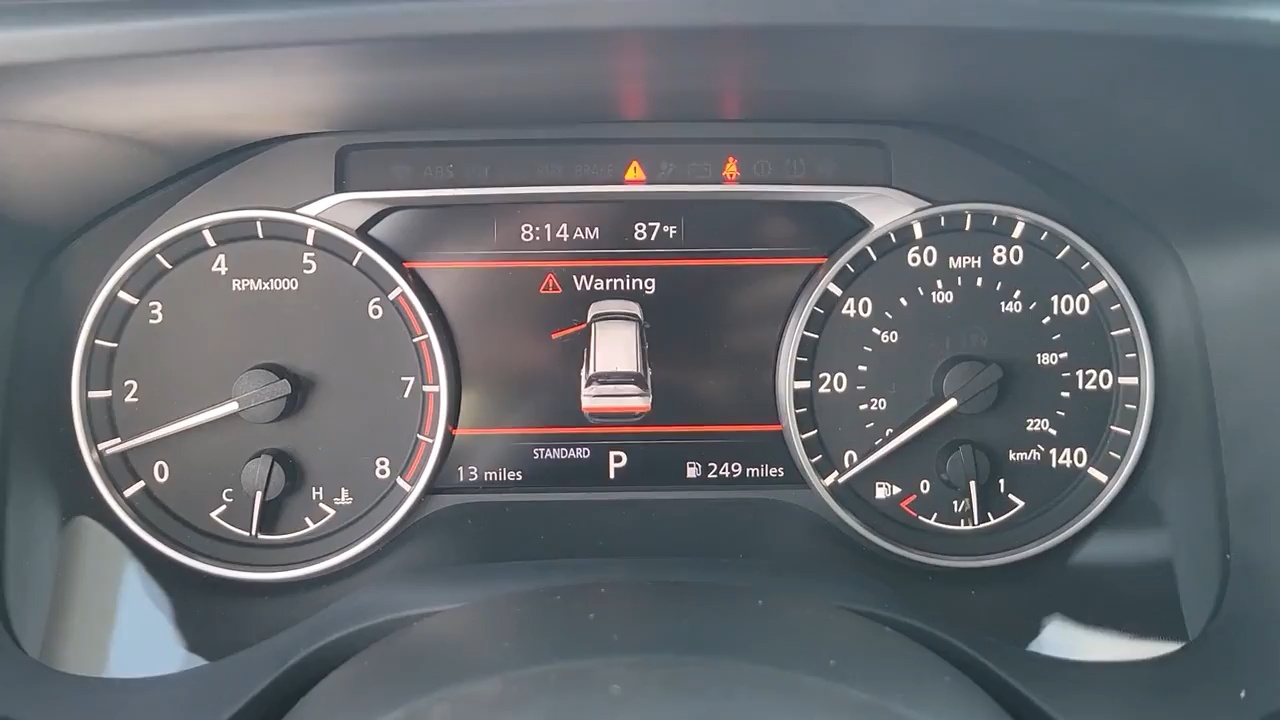 ABS
BRAKE
8:14 AM 87°F
Warning
STANDARD
13 miles
P
249 miles
0
2
3
4
5
6
7
8
RPMx1000
C
H
0
20
40
60
80
100
120
140
MPH
20
60
100
140
180
220
km/h
0
1